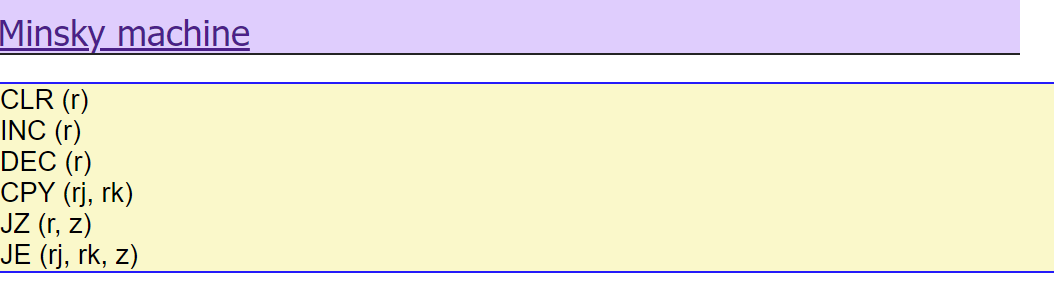 Minsky machine
CLR (r)
INC (r)
DEC (r)
CPY (rj, rk)
JZ (r, z)
JE (rj, rk, z)